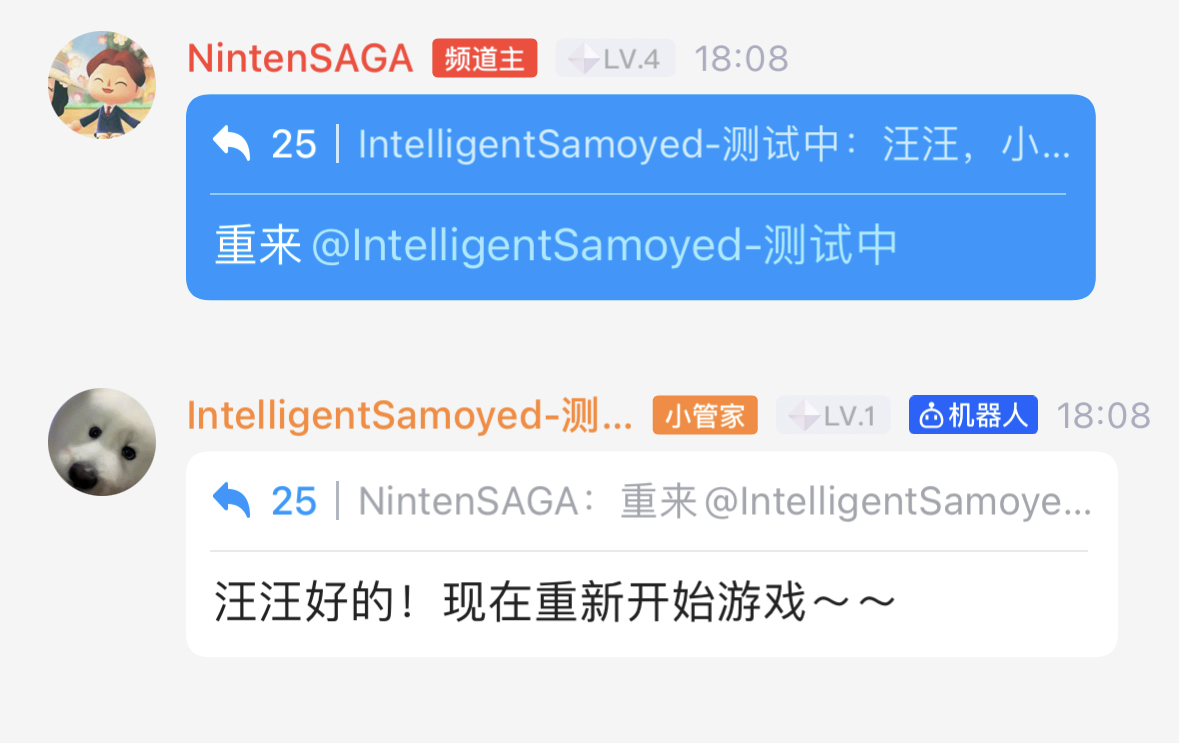 NintenSAGA 频道主 LV.4 18:08
25 | IntelligentSamoyed-测试中：汪汪，小...
重来 @IntelligentSamoyed-测试中
IntelligentSamoyed-测... 小管家 LV.1 机器人 18:08
25 | NintenSAGA：重来 @IntelligentSamoye...
汪汪好的！现在重新开始游戏～～